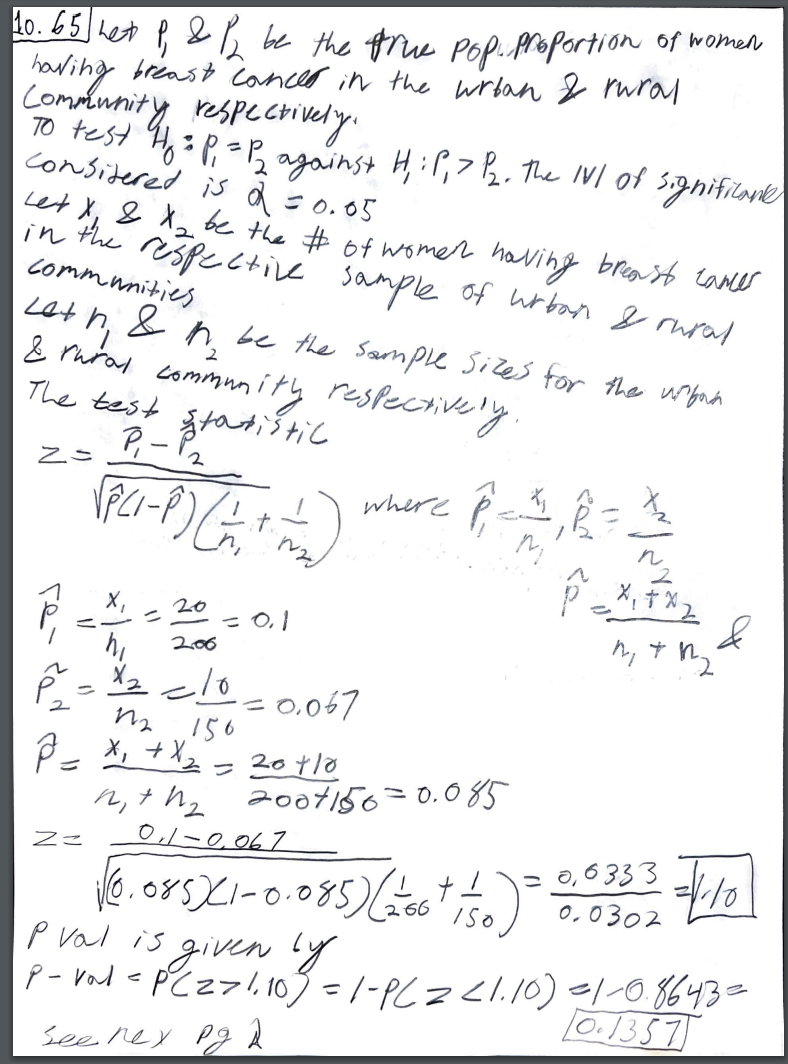 10.65 Let P₁ & P₂ be the true pop. proportion of women
having breast cancer in the urban & rural
Community respectively.
To test H₀: P₁ = P₂ against H₁: P₁ > P₂. The lvl of significance
considered is α = 0.05
Let X₁ & X₂ be the # of women having breast cancer
in the respective sample of urban & rural
communities
Let n₁ & n₂ be the sample sizes for the urban
& rural community respectively.
The test statistic
z = (P̂₁ - P̂₂) / √(P̂(1-P̂)(1/n₁ + 1/n₂)) where P̂₁ = X₁/n₁, P̂₂ = X₂/n₂
P̂ = (X₁ + X₂)/(n₁ + n₂) &
P̂₁ = X₁/n₁ = 20/200 = 0.1
P̂₂ = X₂/n₂ = 10/150 = 0.067
P̂ = (X₁ + X₂)/(n₁ + n₂) = (20+10)/(200+150) = 0.085
z = (0.1-0.067) / √((0.085)(1-0.085)(1/200 + 1/150)) = 0.0333/0.0302 = 1.10
P val is given by
P-val = P(z>1.10) = 1-P(z<1.10) = 1-0.8643 =
0.1357
see nex pg